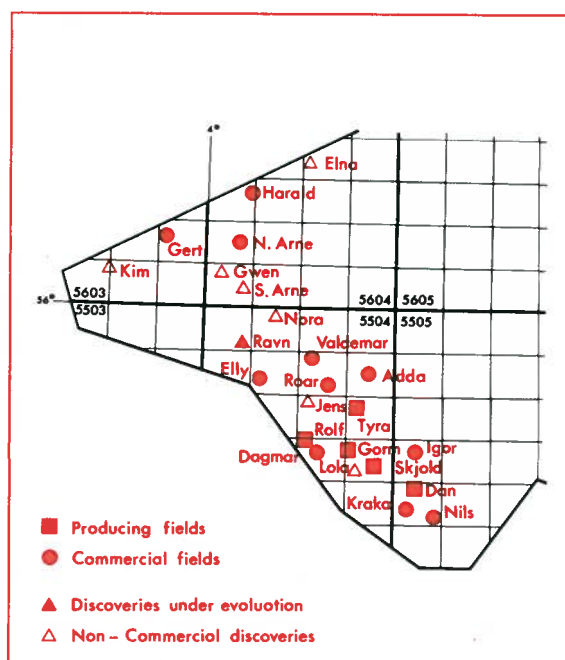 4°
Elna
Harald
Gert
N. Arne
Kim
Gwen
S. Arne
56°
5603
5604
5605
5503
5504
5505
Nora
Ravn
Valdemar
Elly
Roar
Adda
Jens
Tyra
Rolf
Dagmar
Gorm
Igor
Lola
Skjold
Dan
Kraka
Nils
Producing fields
Commercial fields
Discoveries under evoluution
Non - Commercial discoveries